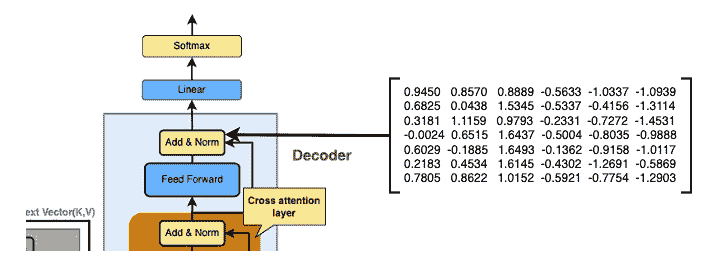 Softmax
Linear
Add & Norm
Decoder
Feed Forward
Cross attention
layer
ext Vector(K,V)
Add & Norm
0.9450 0.8570 0.8889 -0.5633 -1.0337 -1.0939
0.6825 0.0438 1.5345 -0.5337 -0.4156 -1.3114
0.3181 1.1159 0.9793 -0.2331 -0.7272 -1.4531
-0.0024 0.6515 1.6437 -0.5004 -0.8035 -0.9888
0.6029 -0.1885 1.6493 -0.1362 -0.9158 -1.0117
0.2183 0.4534 1.6145 -0.4302 -1.2691 -0.5869
0.7805 0.8622 1.0152 -0.5921 -0.7754 -1.2903